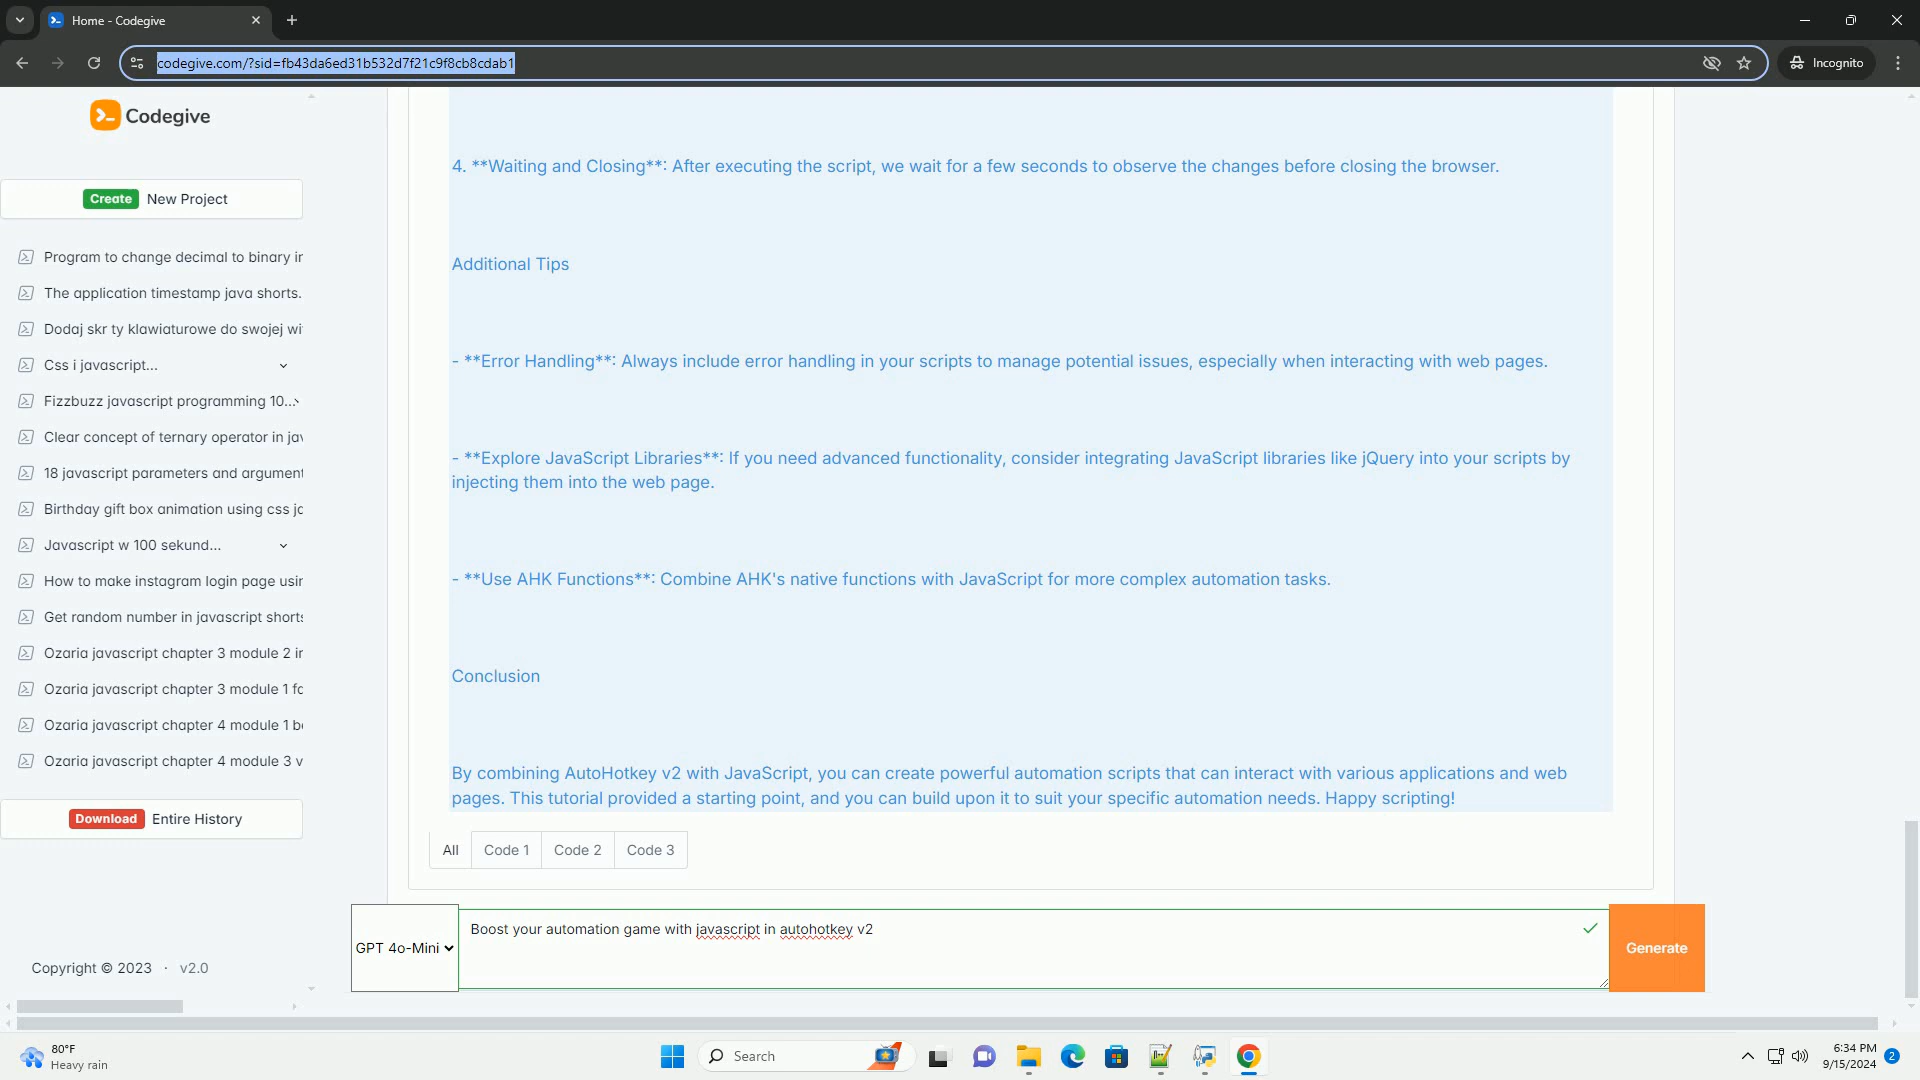 Home - Codegive
codegive.com/?sid=fb43da6ed31b532d7f21c9f8cb8cdab1
Incognito
Codegive
Create New Project
Program to change decimal to binary ir
The application timestamp java shorts.
Dodaj skr ty klawiaturowe do swojej wi
Css i javascript...
Fizzbuzz javascript programming 10...
Clear concept of ternary operator in jav
18 javascript parameters and argument
Birthday gift box animation using css jc
Javascript w 100 sekund...
How to make instagram login page usir
Get random number in javascript shorts
Ozaria javascript chapter 3 module 2 ir
Ozaria javascript chapter 3 module 1 fc
Ozaria javascript chapter 4 module 1 be
Ozaria javascript chapter 4 module 3 v
Download Entire History
Copyright © 2023 · v2.0
4. **Waiting and Closing**: After executing the script, we wait for a few seconds to observe the changes before closing the browser.
Additional Tips
- **Error Handling**: Always include error handling in your scripts to manage potential issues, especially when interacting with web pages.
- **Explore JavaScript Libraries**: If you need advanced functionality, consider integrating JavaScript libraries like jQuery into your scripts by
injecting them into the web page.
- **Use AHK Functions**: Combine AHK's native functions with JavaScript for more complex automation tasks.
Conclusion
By combining AutoHotkey v2 with JavaScript, you can create powerful automation scripts that can interact with various applications and web
pages. This tutorial provided a starting point, and you can build upon it to suit your specific automation needs. Happy scripting!
All Code 1 Code 2 Code 3
GPT 4o-Mini
Boost your automation game with javascript in autohotkey v2
Generate
80°F
Heavy rain
Search
6:34 PM
9/15/2024
2